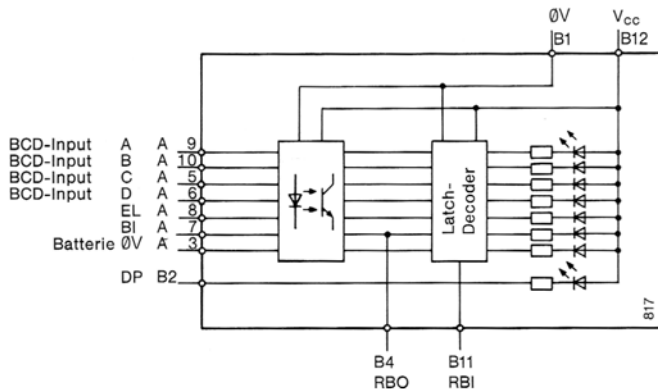 ØV
Vcc
B1
B12
BCD-Input A A 9
BCD-Input B A 10
BCD-Input C A 5
BCD-Input D A 6
EL A 8
BI A 7
Batterie ØV A 3
DP B2
Latch-
Decoder
817
B4
B11
RBO
RBI